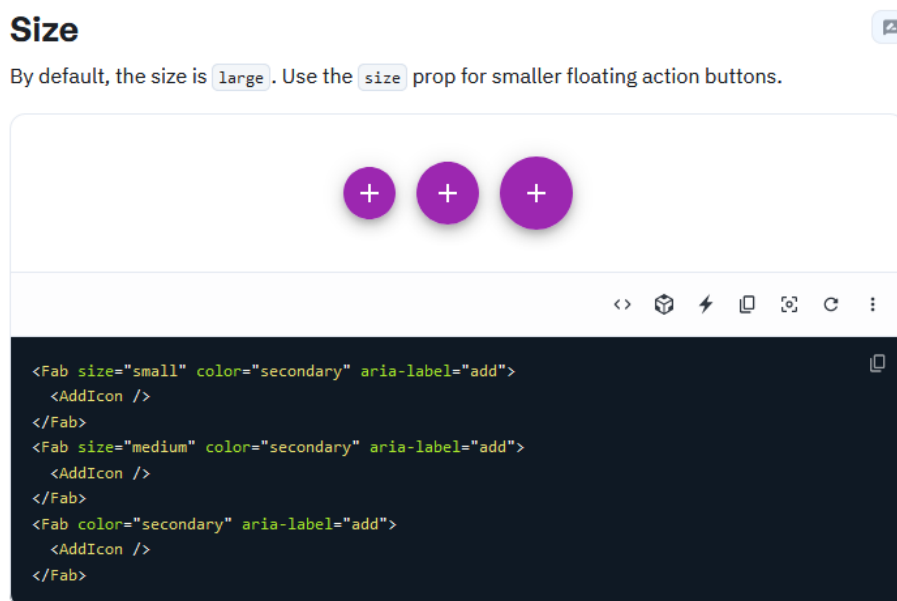 Size
By default, the size is large. Use the size prop for smaller floating action buttons.
<Fab size="small" color="secondary" aria-label="add">
  <AddIcon />
</Fab>
<Fab size="medium" color="secondary" aria-label="add">
  <AddIcon />
</Fab>
<Fab color="secondary" aria-label="add">
  <AddIcon />
</Fab>